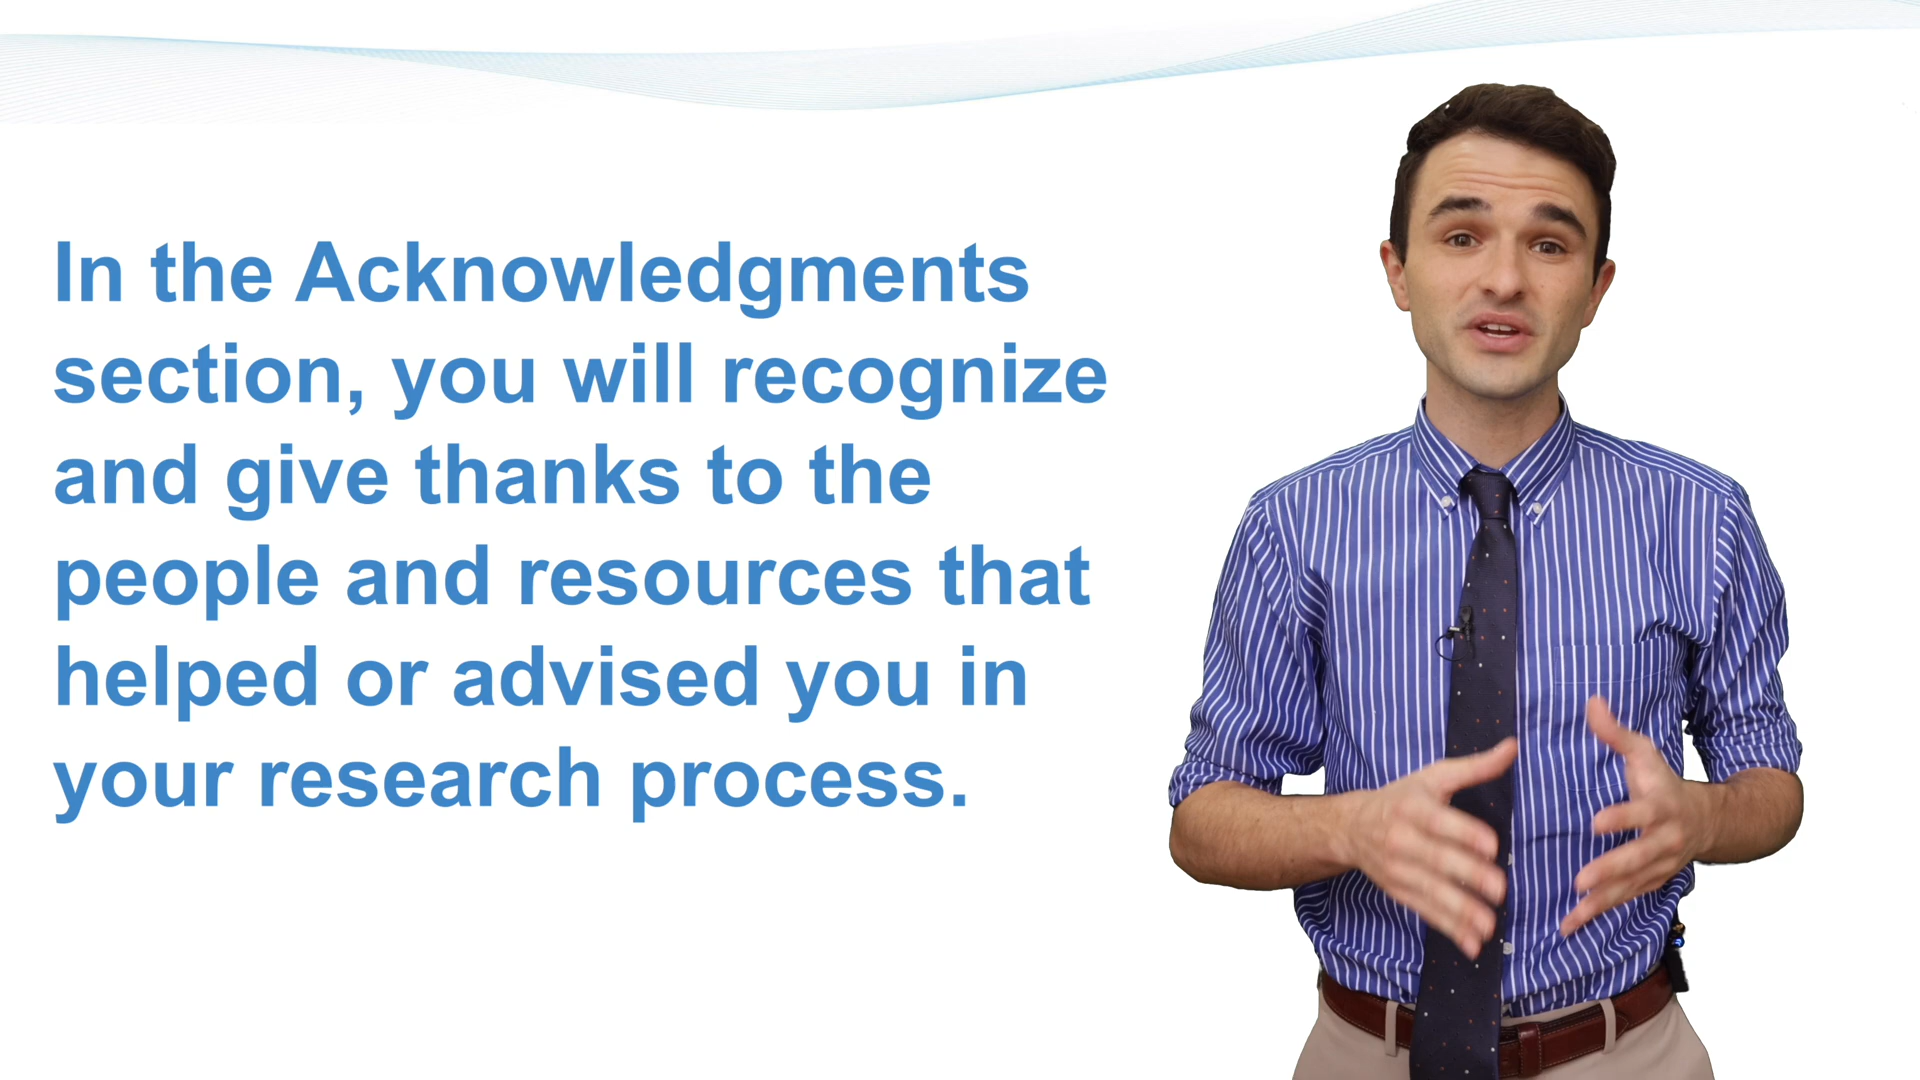 In the Acknowledgments
section, you will recognize
and give thanks to the
people and resources that
helped or advised you in
your research process.